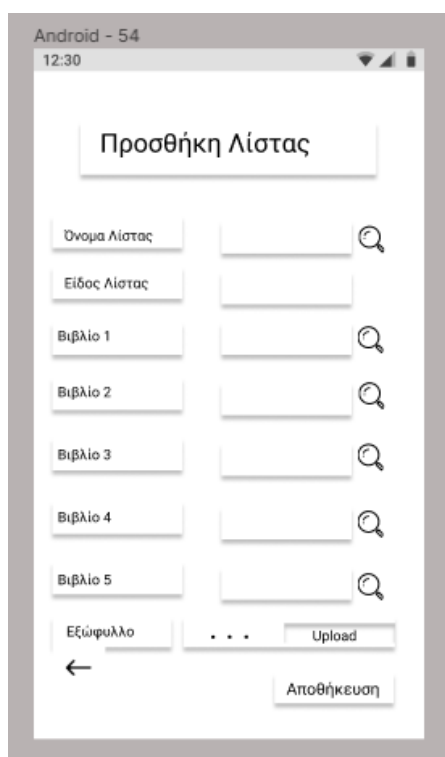 Android - 54
12:30
Προσθήκη Λίστας
Όνομα Λίστας
Είδος Λίστας
Βιβλίο 1
Βιβλίο 2
Βιβλίο 3
Βιβλίο 4
Βιβλίο 5
Εξώφυλλο . . . Upload
Αποθήκευση